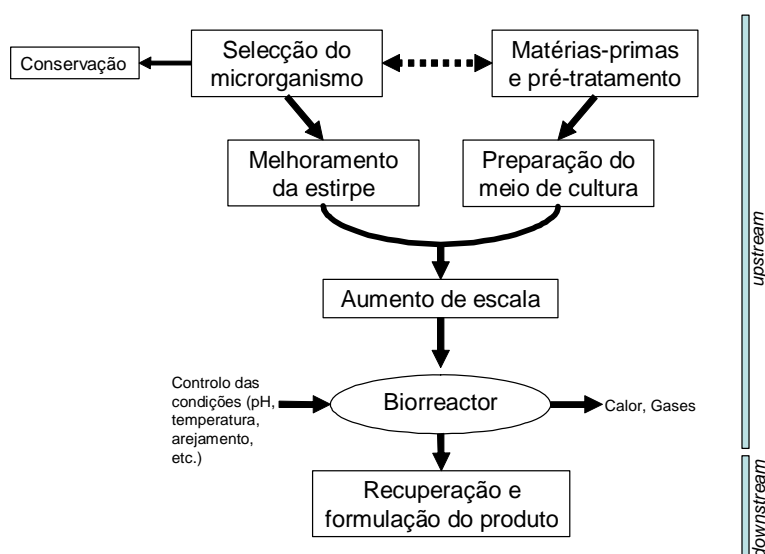 Selecção do
microrganismo
Matérias-primas
e pré-tratamento
Conservação
Melhoramento
da estirpe
Preparação do
meio de cultura
upstream
Aumento de escala
Controlo das
condições (pH,
temperatura,
arejamento,
etc.)
Biorreactor
Calor, Gases
Recuperação e
formulação do produto
downstream